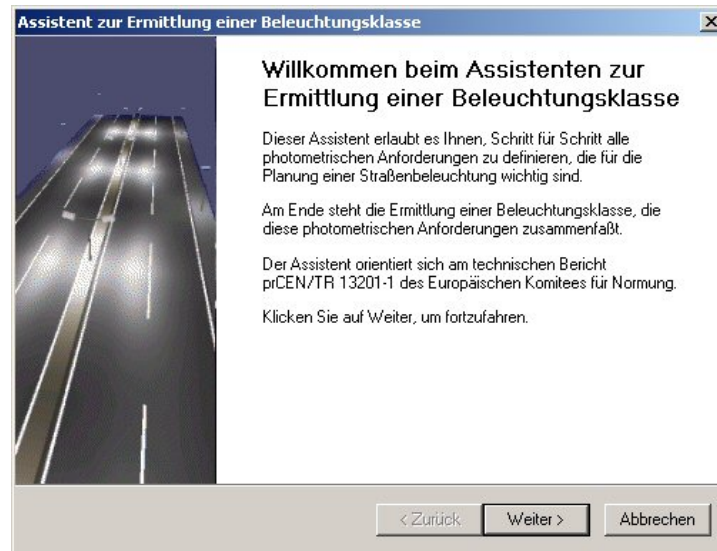 Assistent zur Ermittlung einer Beleuchtungsklasse
Willkommen beim Assistenten zur
Ermittlung einer Beleuchtungsklasse
Dieser Assistent erlaubt es Ihnen, Schritt für Schritt alle
photometrischen Anforderungen zu definieren, die für die
Planung einer Straßenbeleuchtung wichtig sind.
Am Ende steht die Ermittlung einer Beleuchtungsklasse, die
diese photometrischen Anforderungen zusammenfaßt.
Der Assistent orientiert sich am technischen Bericht
prCEN/TR 13201-1 des Europäischen Komitees für Normung.
Klicken Sie auf Weiter, um fortzufahren.
< Zurück Weiter > Abbrechen